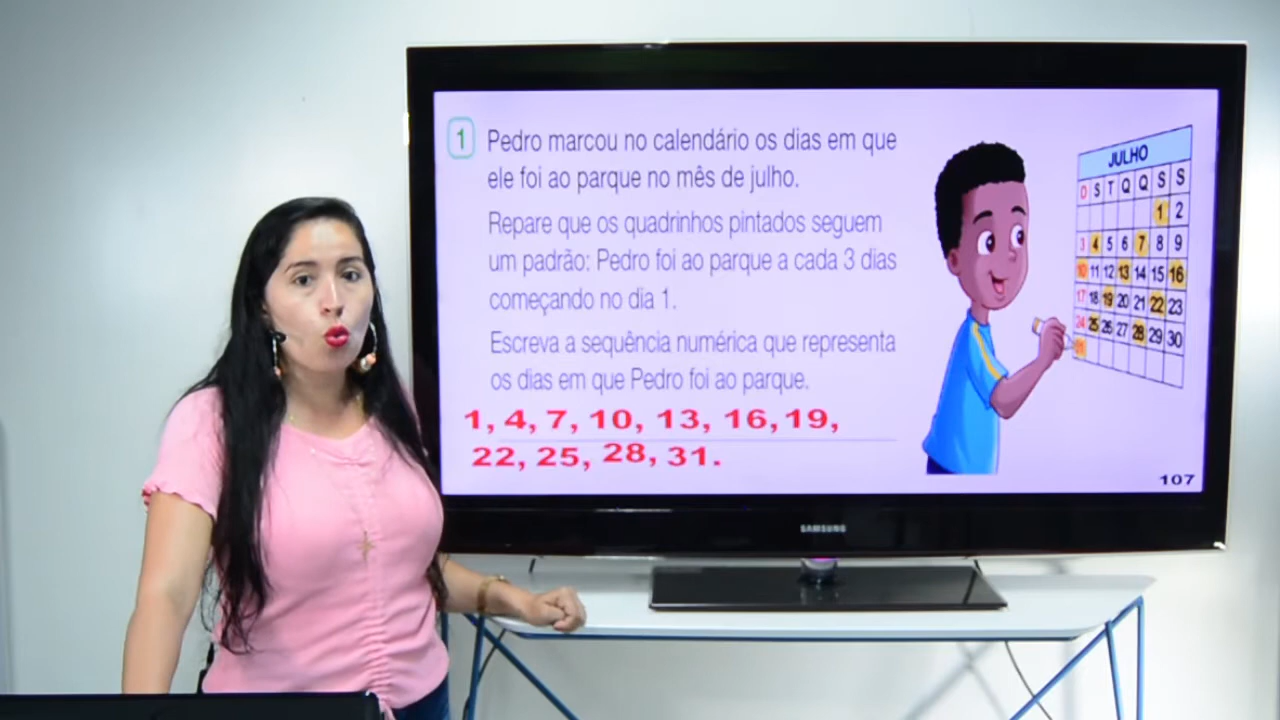 1 Pedro marcou no calendário os dias em que
ele foi ao parque no mês de julho.
Repare que os quadrinhos pintados seguem
um padrão: Pedro foi ao parque a cada 3 dias
começando no dia 1.
Escreva a sequência numérica que representa
os dias em que Pedro foi ao parque.
1, 4, 7, 10, 13, 16, 19,
22, 25, 28, 31.
JULHO
D S T Q Q S S
1 2
3 4 5 6 7 8 9
10 11 12 13 14 15 16
17 18 19 20 21 22 23
24 25 26 27 28 29 30
31
107
SAMSUNG